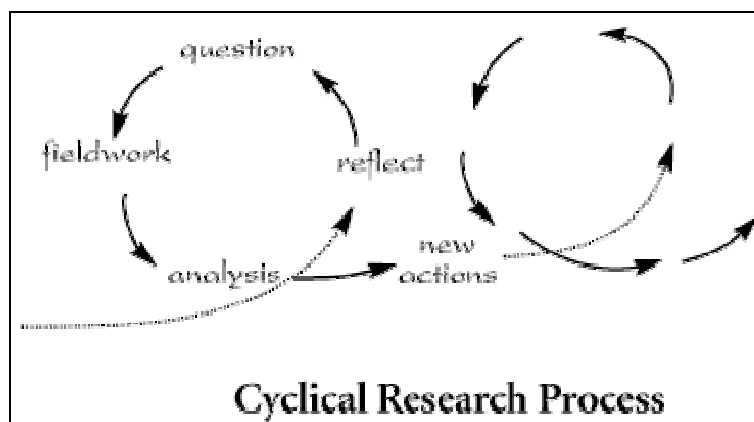 question
fieldwork
reflect
analysis
new
actions
Cyclical Research Process